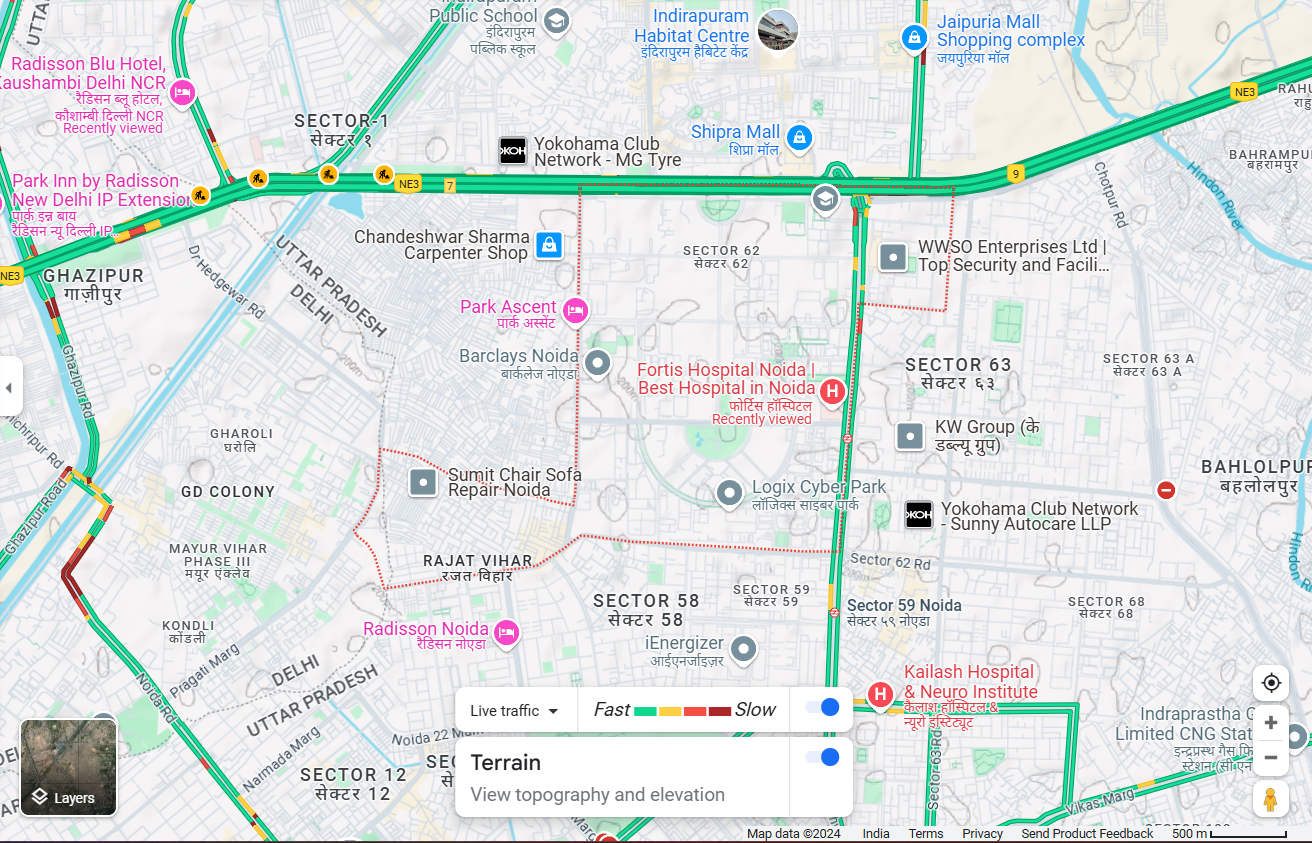 Indirapuram
Public School
इंदिरापुरम
पब्लिक स्कूल
Indirapuram
Habitat Centre
इंदिरापुरम हैबिटेट केंद्र
Jaipuria Mall
Shopping complex
जयपुरिया मॉल
Radisson Blu Hotel,
Kaushambi Delhi NCR
रैडिसन ब्लू होटल,
कौशाम्बी दिल्ली NCR
Recently viewed
SECTOR-1
सेक्टर १
Yokohama Club
Network - MG Tyre
Shipra Mall
शिप्रा मॉल
NE3
BAHRAMPUR
बहरामपुर
Hindon River
Chotpur Rd
Park Inn by Radisson
New Delhi IP Extension
पार्क इन्न बाय
रैडिसन न्यू दिल्ली IP...
NE3
7
9
Chandeshwar Sharma
Carpenter Shop
SECTOR 62
सेक्टर 62
WWSO Enterprises Ltd |
Top Security and Facili...
NE3
GHAZIPUR
गाज़ीपुर
Dr Hedgewar Rd
UTTAR PRADESH
DELHI
Park Ascent
पार्क अस्सेंट
Barclays Noida
बार्कलेज नोएडा
Ghazipur Rd
Fortis Hospital Noida |
Best Hospital in Noida
फोर्टिस हॉस्पिटल
Recently viewed
SECTOR 63
सेक्टर ६३
SECTOR 63 A
सेक्टर 63 A
KW Group (के
डब्ल्यू ग्रुप)
GHAROLI
घरोलि
GD COLONY
Sumit Chair Sofa
Repair Noida
Logix Cyber Park
लॉजिक्स साइबर पार्क
BAHLOLPUR
बहलोलपुर
Yokohama Club Network
- Sunny Autocare LLP
Ghazipur Road
MAYUR VIHAR
PHASE III
मयूर एंक्लेव
RAJAT VIHAR
रजत विहार
Sector 62 Rd
SECTOR 58
सेक्टर 58
SECTOR 59
सेक्टर 59
Sector 59 Noida
सेक्टर ५९ नोएडा
SECTOR 68
सेक्टर 68
KONDLI
कोंडली
Radisson Noida
रैडिसन नोएडा
iEnergizer
आईएनर्जाइज़र
Pragati Marg
DELHI
UTTAR PRADESH
Noida Rd
Kailash Hospital
& Neuro Institute
कैलाश हॉस्पिटल &
न्यूरो इंस्टिट्यूट
Live traffic
Fast
Slow
Indraprastha G
Limited CNG Stat
Noida 22
Narmada Marg
SECTOR 12
सेक्टर 12
Sector 63 Rd
Terrain
View topography and elevation
Vikas Marg
Layers
Map data ©2024
India
Terms
Privacy
Send Product Feedback
500 m